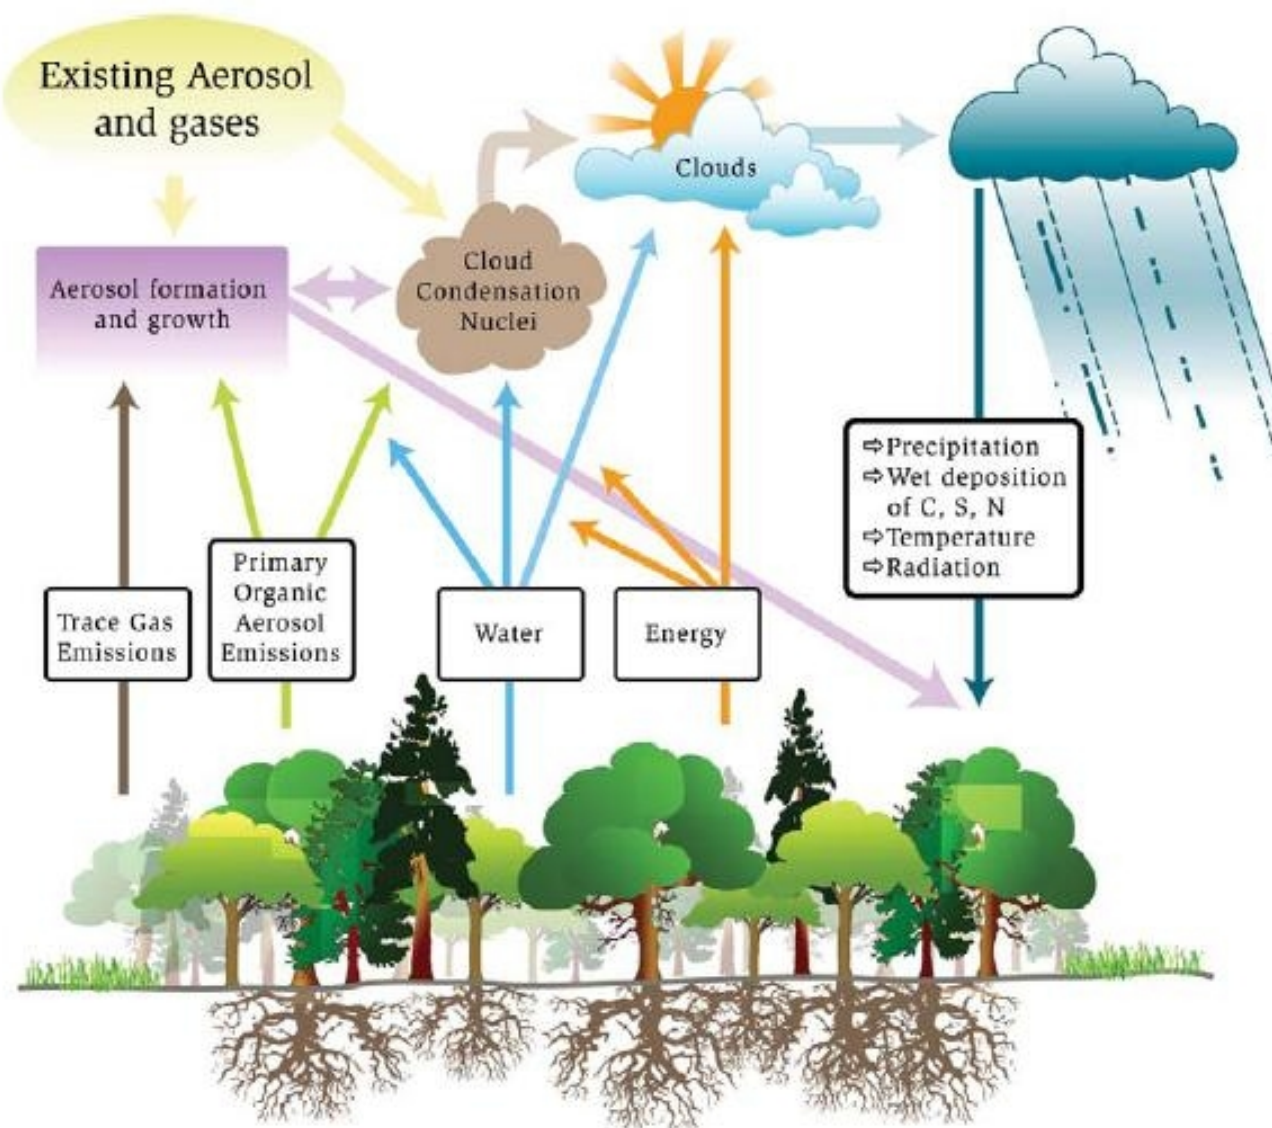 Existing Aerosol
and gases
Clouds
Cloud
Condensation
Nuclei
Aerosol formation
and growth
⇨Precipitation
⇨Wet deposition
of C, S, N
⇨Temperature
⇨Radiation
Trace Gas
Emissions
Primary
Organic
Aerosol
Emissions
Water
Energy